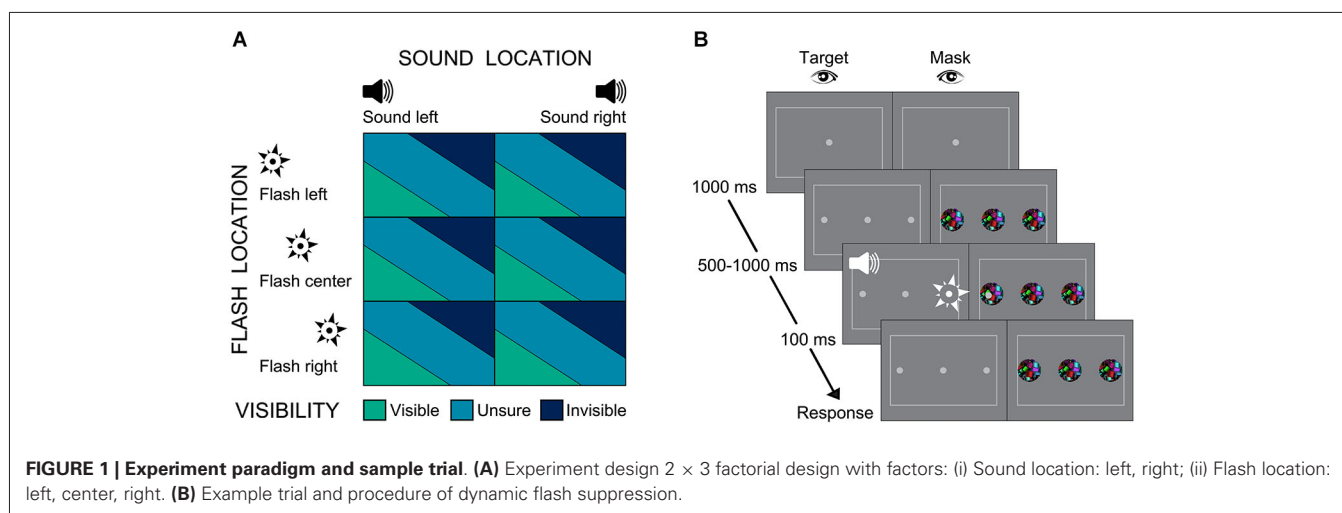 A
SOUND LOCATION
Sound left
Sound right
FLASH LOCATION
Flash left
Flash center
Flash right
VISIBILITY
Visible
Unsure
Invisible
B
Target
Mask
1000 ms
500-1000 ms
100 ms
Response
FIGURE 1 | Experiment paradigm and sample trial. (A) Experiment design 2 × 3 factorial design with factors: (i) Sound location: left, right; (ii) Flash location:
left, center, right. (B) Example trial and procedure of dynamic flash suppression.